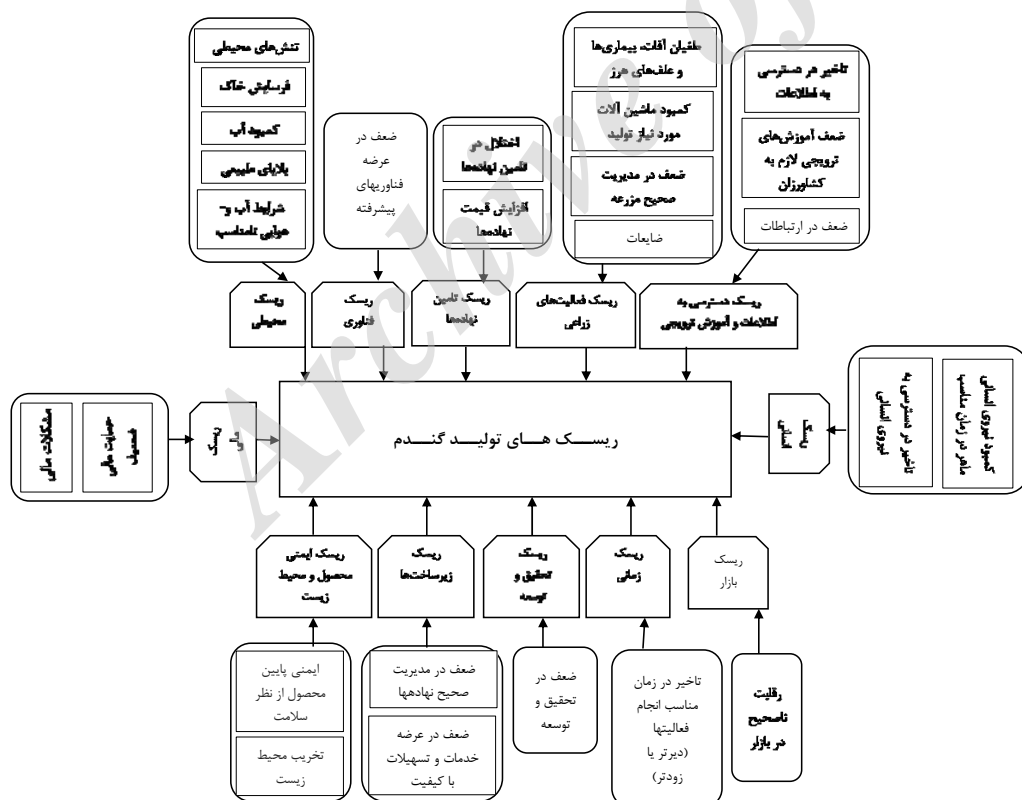 تنش‌های محیطی
فرسایش خاک
کمبود آب
بلایای طبیعی
شرایط آب و-
هوایی نامناسب
ضعف در
عرضه
فناوریهای
پیشرفته
اختلال در
تامین نهاده‌ها
افزایش قیمت
نهاده‌ها
طغیان آفات، بیماری‌ها
و علف‌های هرز
کمبود ماشین آلات
مورد نیاز تولید
ضعف در مدیریت
صحیح مزرعه
ضایعات
تاخیر در دسترسی
به اطلاعات
ضعف آموزش‌های
ترویجی لازم به
کشاورزان
ضعف در ارتباطات
ریسک
محیطی
ریسک
فناوری
ریسک تامین
نهاده‌ها
ریسک فعالیت‌های
زراعی
ریسک دسترسی به
اطلاعات و آموزش ترویجی
مشکلات مالی
حمایت مالی
ضعیف
ریسک
مالی
ریسک هــای تولیــد گنــدم
ریسک
انسانی
تاخیر در دسترسی به
نیروی انسانی
کمبود نیروی انسانی
ماهر در زمان مناسب
ریسک ایمنی
محصول و محیط
زیست
ریسک
زیرساخت‌ها
ریسک
تحقیق و
توسعه
ریسک
زمانی
ریسک
بازار
ایمنی پایین
محصول از نظر
سلامت
تخریب محیط
زیست
ضعف در مدیریت
صحیح نهادهها
ضعف در عرضه
خدمات و تسهیلات
با کیفیت
ضعف در
تحقیق و
توسعه
تاخیر در زمان
مناسب انجام
فعالیتها
(دیرتر یا
زودتر)
رقابت
ناصحیح
در بازار
Archive of